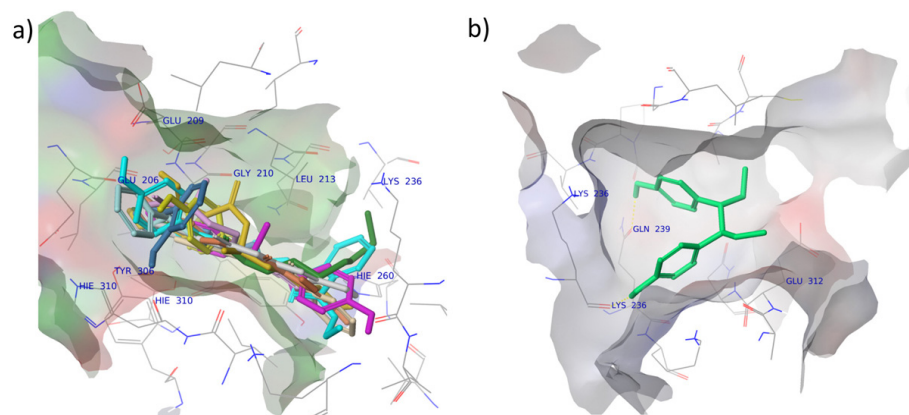 a)
GLU 209
GLU 206
GLY 210
LEU 213
LYS 236
TYR 306
HIE 310
HIE 310
HIE 260
b)
LYS 236
GLN 239
GLU 312
LYS 236